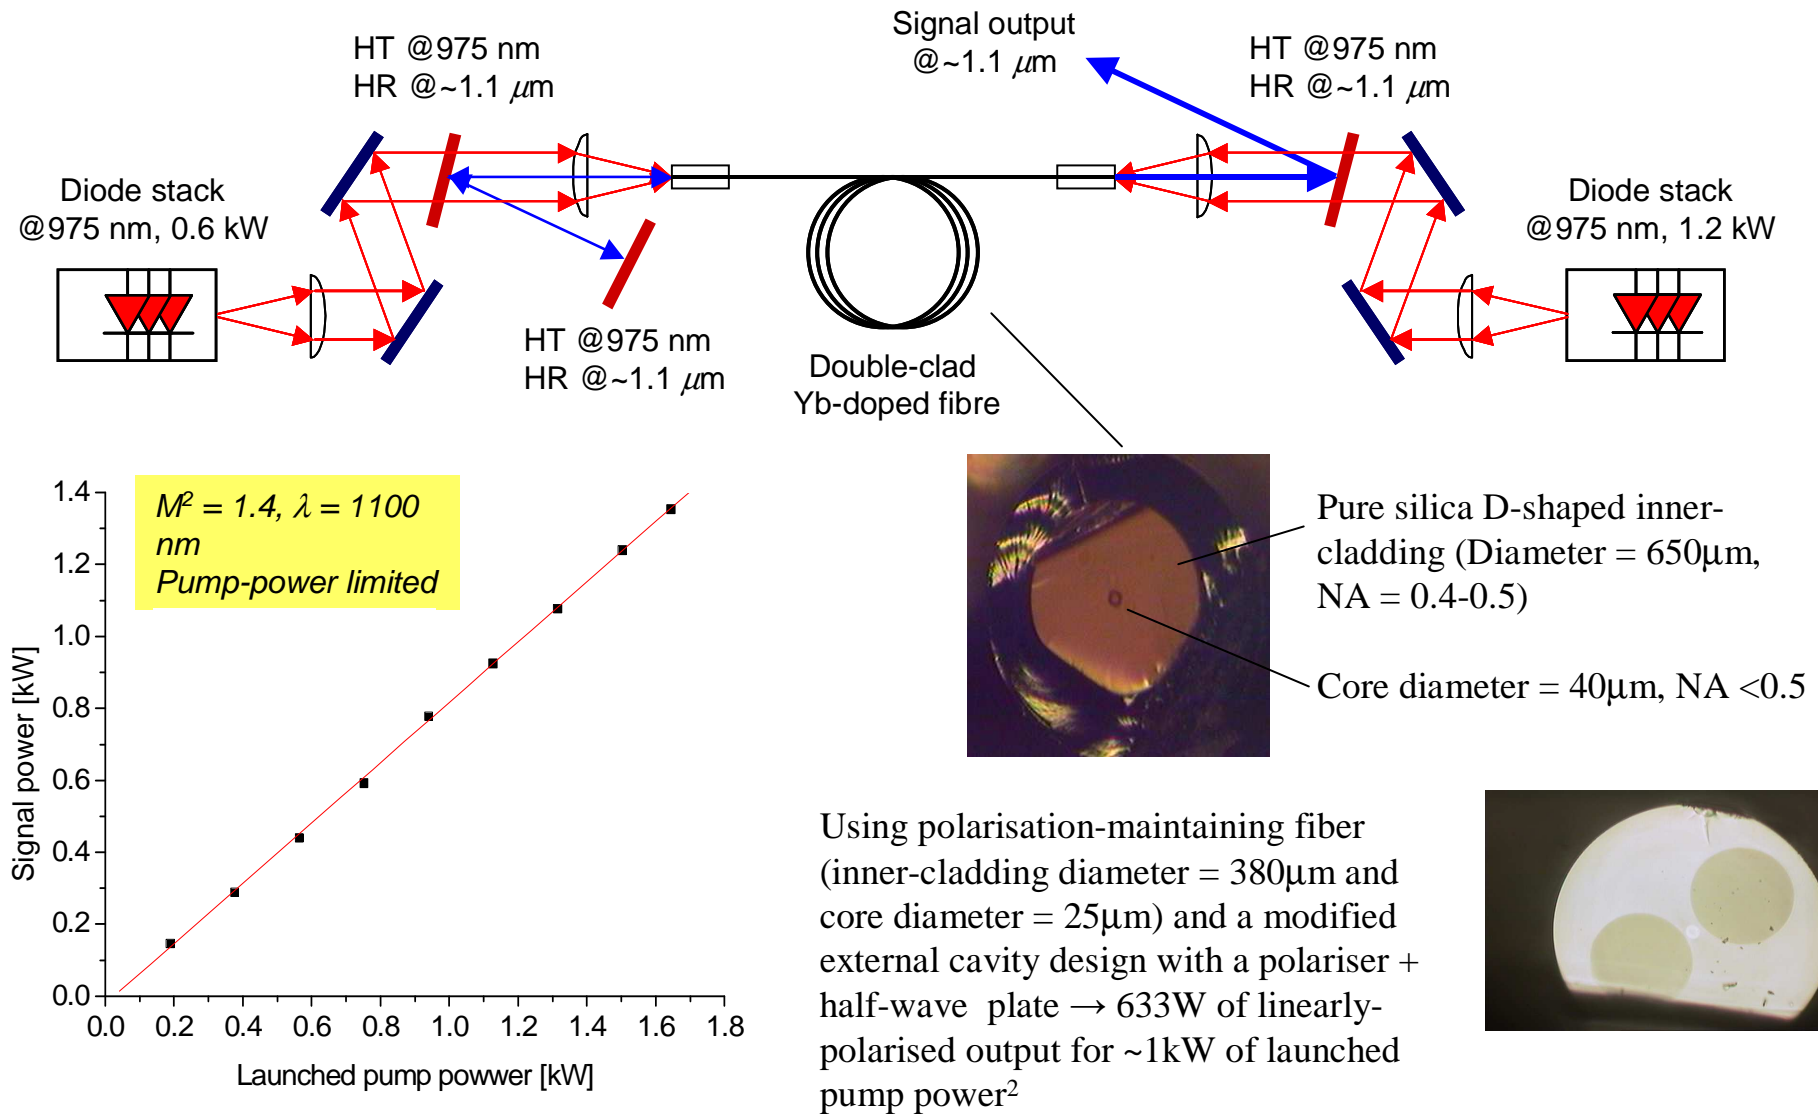 HT @975 nm
HR @~1.1 μm
Signal output
@~1.1 μm
HT @975 nm
HR @~1.1 μm
Diode stack
@975 nm, 0.6 kW
Diode stack
@975 nm, 1.2 kW
HT @975 nm
HR @~1.1 μm
Double-clad
Yb-doped fibre
M² = 1.4, λ = 1100
nm
Pump-power limited
1.4
1.2
1.0
0.8
0.6
0.4
0.2
0.0
Signal power [kW]
0.0 0.2 0.4 0.6 0.8 1.0 1.2 1.4 1.6 1.8
Launched pump powwer [kW]
Pure silica D-shaped inner-
cladding (Diameter = 650μm,
NA = 0.4-0.5)
Core diameter = 40μm, NA <0.5
Using polarisation-maintaining fiber
(inner-cladding diameter = 380μm and
core diameter = 25μm) and a modified
external cavity design with a polariser +
half-wave plate → 633W of linearly-
polarised output for ~1kW of launched
pump power²